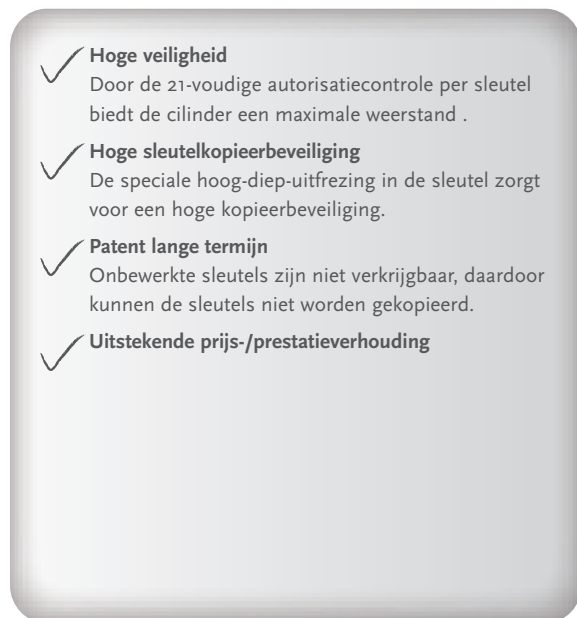 Hoge veiligheid
Door de 21-voudige autorisatiecontrole per sleutel
biedt de cilinder een maximale weerstand .
Hoge sleutelkopieerbeveiliging
De speciale hoog-diep-uitfrezing in de sleutel zorgt
voor een hoge kopieerbeveiliging.
Patent lange termijn
Onbewerkte sleutels zijn niet verkrijgbaar, daardoor
kunnen de sleutels niet worden gekopieerd.
Uitstekende prijs-/prestatieverhouding